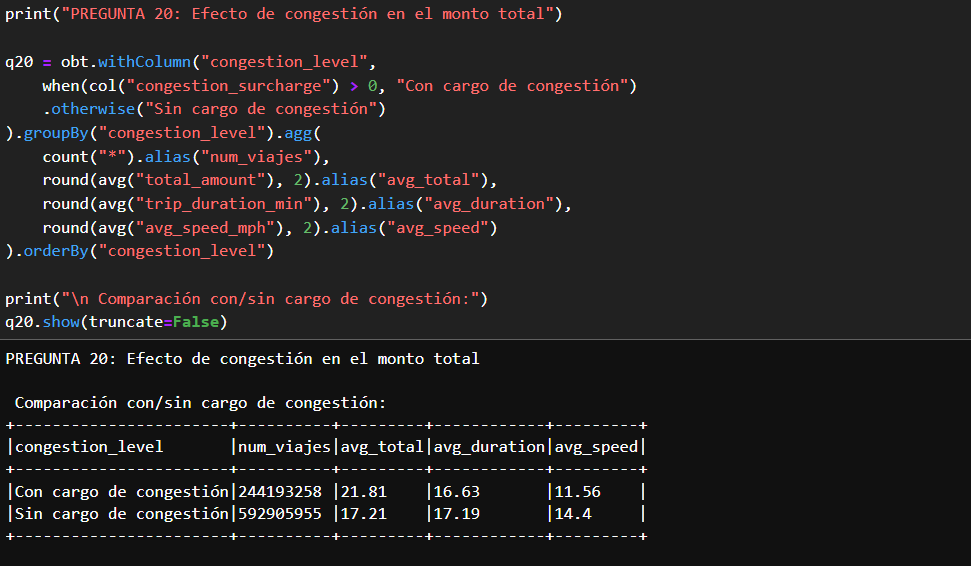 print("PREGUNTA 20: Efecto de congestión en el monto total")
q20 = obt.withColumn("congestion_level",
    when(col("congestion_surcharge") > 0, "Con cargo de congestión")
    .otherwise("Sin cargo de congestión")
).groupBy("congestion_level").agg(
    count("*").alias("num_viajes"),
    round(avg("total_amount"), 2).alias("avg_total"),
    round(avg("trip_duration_min"), 2).alias("avg_duration"),
    round(avg("avg_speed_mph"), 2).alias("avg_speed")
).orderBy("congestion_level")
print("\n Comparación con/sin cargo de congestión:")
q20.show(truncate=False)
PREGUNTA 20: Efecto de congestión en el monto total
 Comparación con/sin cargo de congestión:
+-----------------------+----------+---------+------------+---------+
|congestion_level       |num_viajes|avg_total|avg_duration|avg_speed|
+-----------------------+----------+---------+------------+---------+
|Con cargo de congestión|244193258 |21.81    |16.63       |11.56    |
|Sin cargo de congestión|592905955 |17.21    |17.19       |14.4     |
+-----------------------+----------+---------+------------+---------+